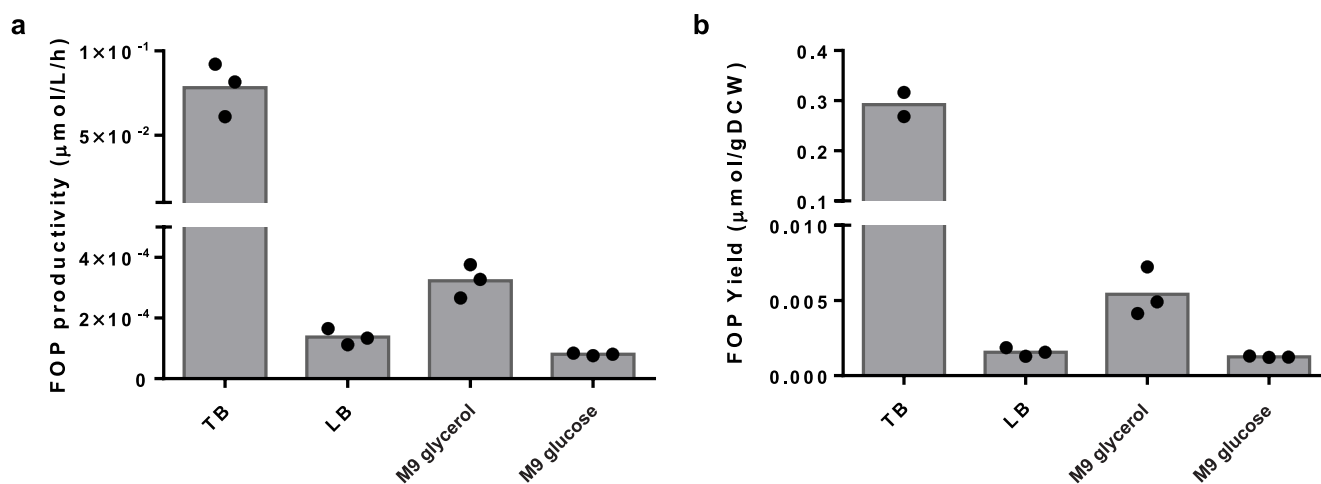 a
FOP productivity (μmol/L/h)
1×10⁻¹
5×10⁻²
4×10⁻⁴
2×10⁻⁴
0
TB
LB
M9 glycerol
M9 glucose
b
FOP Yield (μmol/gDCW)
0.4
0.3
0.2
0.1
0.010
0.005
0.000
TB
LB
M9 glycerol
M9 glucose